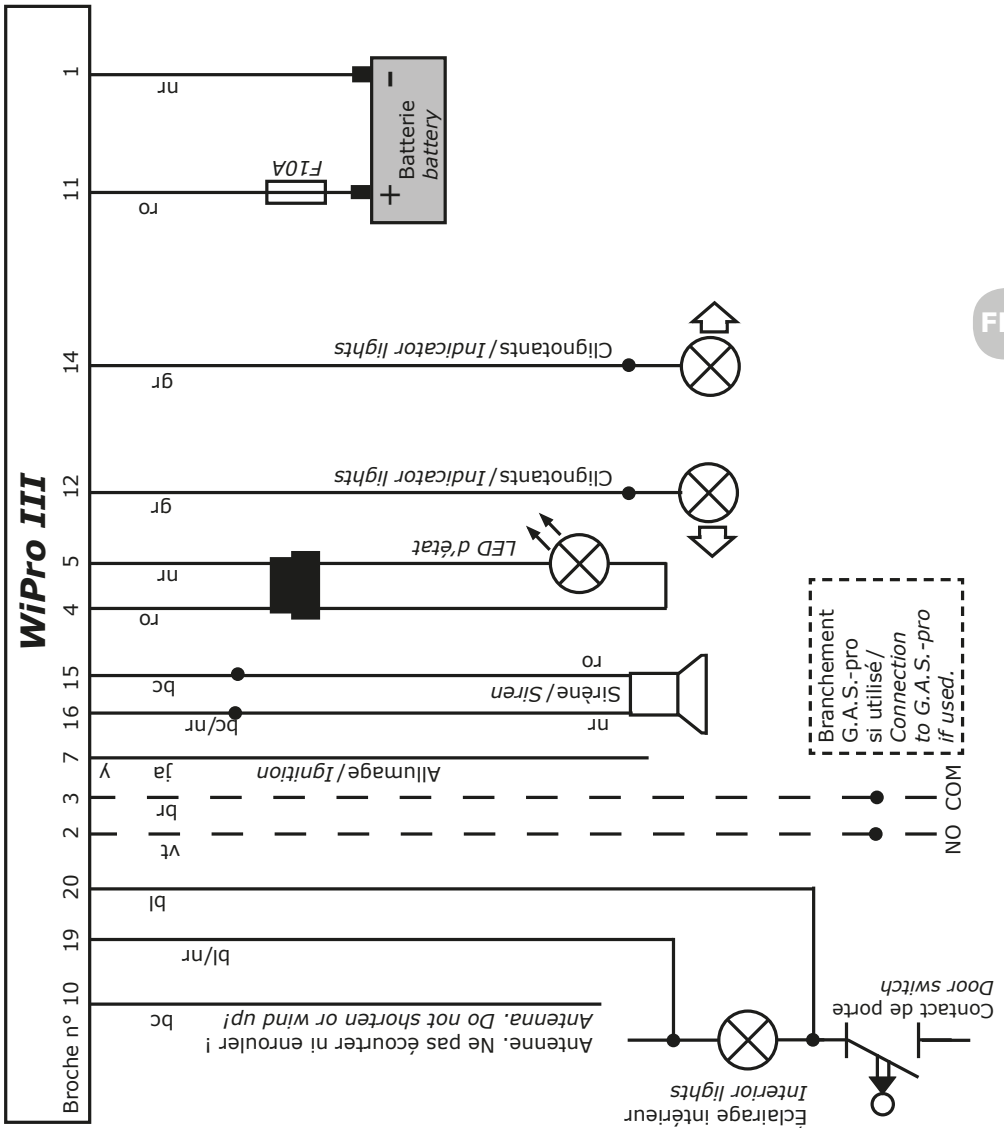 WiPro III
Broche n°
10
19
20
2
3
7
16
15
4
5
12
14
11
1
nr
ro
F10A
-
+
Batterie
battery
gr
Clignotants/Indicator lights
gr
Clignotants/Indicator lights
nr
LED d'état
ro
bc
ro
Sirène/Siren
bc/nr
nr
y
ja
Allumage/Ignition
br
COM
vt
NO
Branchement
G.A.S.-pro
si utilisé/
Connection
to G.A.S.-pro
if used.
bl
bl/nr
bc
Antenne. Ne pas écourter ni enrouler !
Antenna. Do not shorten or wind up!
Éclairage intérieur
Interior lights
Contact de porte
Door switch